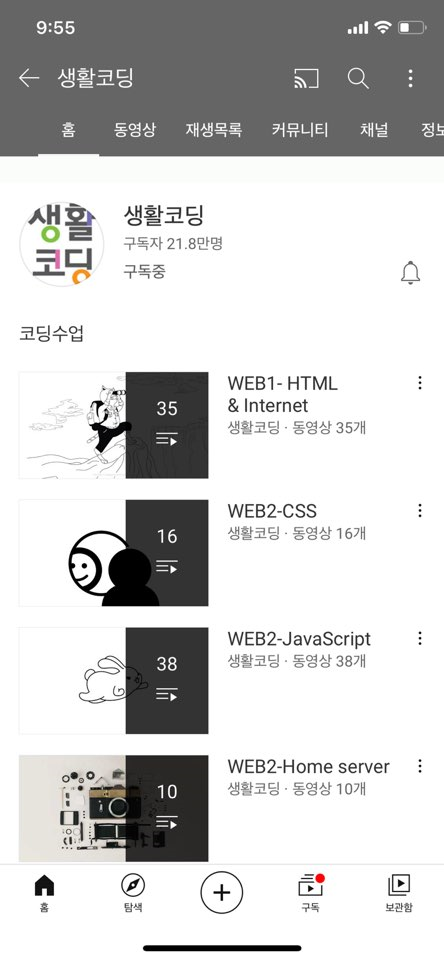 9:55
생활코딩
홈 동영상 재생목록 커뮤니티 채널 정보
생활
코딩
생활코딩
구독자 21.8만명
구독중
코딩수업
35
WEB1- HTML
& Internet
생활코딩 · 동영상 35개
16
WEB2-CSS
생활코딩 · 동영상 16개
38
WEB2-JavaScript
생활코딩 · 동영상 38개
10
WEB2-Home server
생활코딩 · 동영상 10개
홈 탐색 구독 보관함